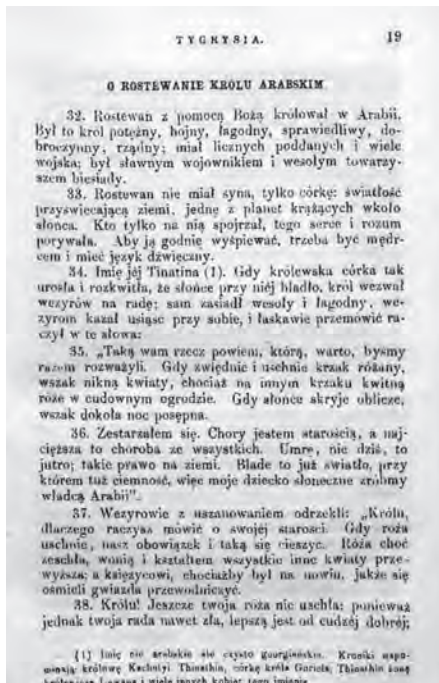 TYGRYSIA. 19
O ROSTEWANIE KRÓLU ARABSKIM
32. Rostewan z pomocą Bożą królował w Arabii.
Był to król potężny, hojny, łagodny, sprawiedliwy, do-
broczynny, rządny; miał licznych poddanych i wiele
wojska; był sławnym wojownikiem i wesołym towarzy-
szem biesiady.
33. Rostewan nie miał syna, tylko córkę: światłość
przyświecającą ziemi, jednę z planet krążących wkoło
słońca. Kto tylko na nią spojrzał, tego serce i rozum
porywała. Aby ją godnie wyśpiewać, trzeba być mędr-
cem i mieć język dźwięczny.
34. Imię jéj Tinatina (1). Gdy królewska córka tak
urosła i rozkwitła, że słońce przy niéj bladło, król wezwał
wezyrów na radę; sam zasiadł wesoły i łagodny, we-
zyrom kazał usiąść przy sobie, i łaskawie przemówić ra-
czył w te słowa:
35. „Taką wam rzecz powiem, którą, warto, byśmy
razem rozważyli. Gdy zwiędnie i uschnie krzak różany,
wszak nikną kwiaty, chociaż na innym krzaku kwitną
róże w cudownym ogrodzie. Gdy słońce skryje oblicze,
wszak dokoła noc posępna.
36. Zestarzałem się. Chory jestem starością, a naj-
cięższa to choroba ze wszystkich. Umrę, nie dziś, to
jutro; takie prawo na ziemi. Blade to już światło, przy
którem tuż ciemność, więc moje dziecko słoneczne zróbmy
władcą Arabii".
37. Wezyrowie z uszanowaniem odrzekli: „Królu,
dlaczego raczysz mówić o swojéj starości. Gdy róża
uschnie, nasz obowiązek i taką się cieszyć. Róża choć
zeschła, wonią i kształtem wszystkie inne kwiaty prze-
wyższa; a księżycowi, chociażby był na nowiu, jakże się
ośmieli gwiazda przewodniczyć.
38. Królu! Jeszcze twoja róża nie uschła; ponieważ
jednak twoja rada nawet zła, lepszą jest od cudzéj dobréj;
(1) Imię nie arabskie ale czysto gourgińskie. Kroniki wspo-
minają królowę Thinathin, córkę króla Thinathin żonę
i wiele innych kobiet tego imienia.